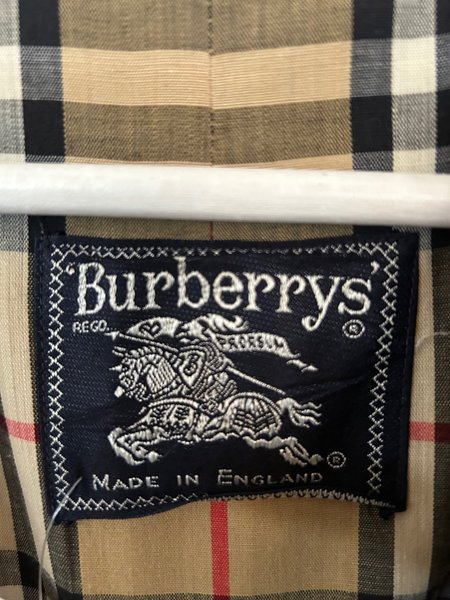 'Burberrys'
REGD. ®
PRORSUM
®
MADE IN ENGLAND